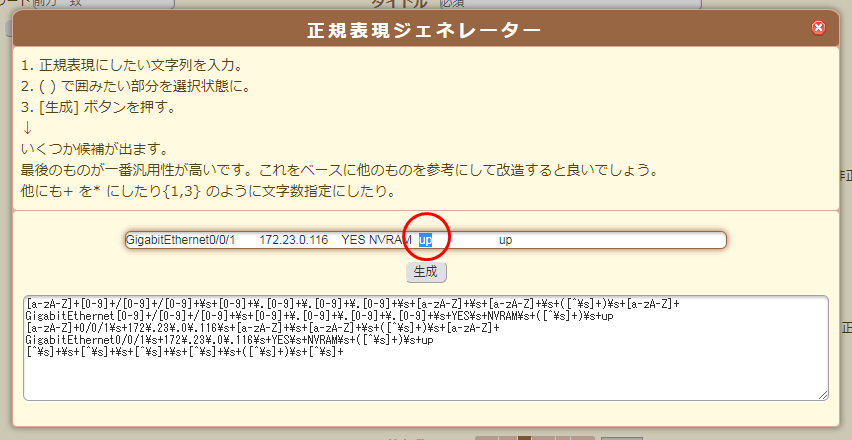 前方一致
タイトル
必須
正規表現ジェネレーター
1. 正規表現にしたい文字列を入力。
2. ( ) で囲みたい部分を選択状態に。
3. [生成] ボタンを押す。
↓
いくつか候補が出ます。
最後のものが一番汎用性が高いです。これをベースに他のものを参考にして改造すると良いでしょう。
他にも+ を* にしたり{1,3} のように文字数指定にしたり。
GigabitEthernet0/0/1 172.23.0.116 YES NVRAM up up
生成
[a-zA-Z]+[0-9]+/[0-9]+/[0-9]+¥s+[0-9]+¥.[0-9]+¥.[0-9]+¥.[0-9]+¥s+[a-zA-Z]+¥s+[a-zA-Z]+¥s+([^¥s]+)¥s+[a-zA-Z]+
GigabitEthernet[0-9]+/[0-9]+/[0-9]+¥s+[0-9]+¥.[0-9]+¥.[0-9]+¥.[0-9]+¥s+YES¥s+NVRAM¥s+([^¥s]+)¥s+up
[a-zA-Z]+0/0/1¥s+172¥.23¥.0¥.116¥s+[a-zA-Z]+¥s+[a-zA-Z]+¥s+([^¥s]+)¥s+[a-zA-Z]+
GigabitEthernet0/0/1¥s+172¥.23¥.0¥.116¥s+YES¥s+NVRAM¥s+([^¥s]+)¥s+up
[^¥s]+¥s+[^¥s]+¥s+[^¥s]+¥s+[^¥s]+¥s+([^¥s]+)¥s+[^¥s]+